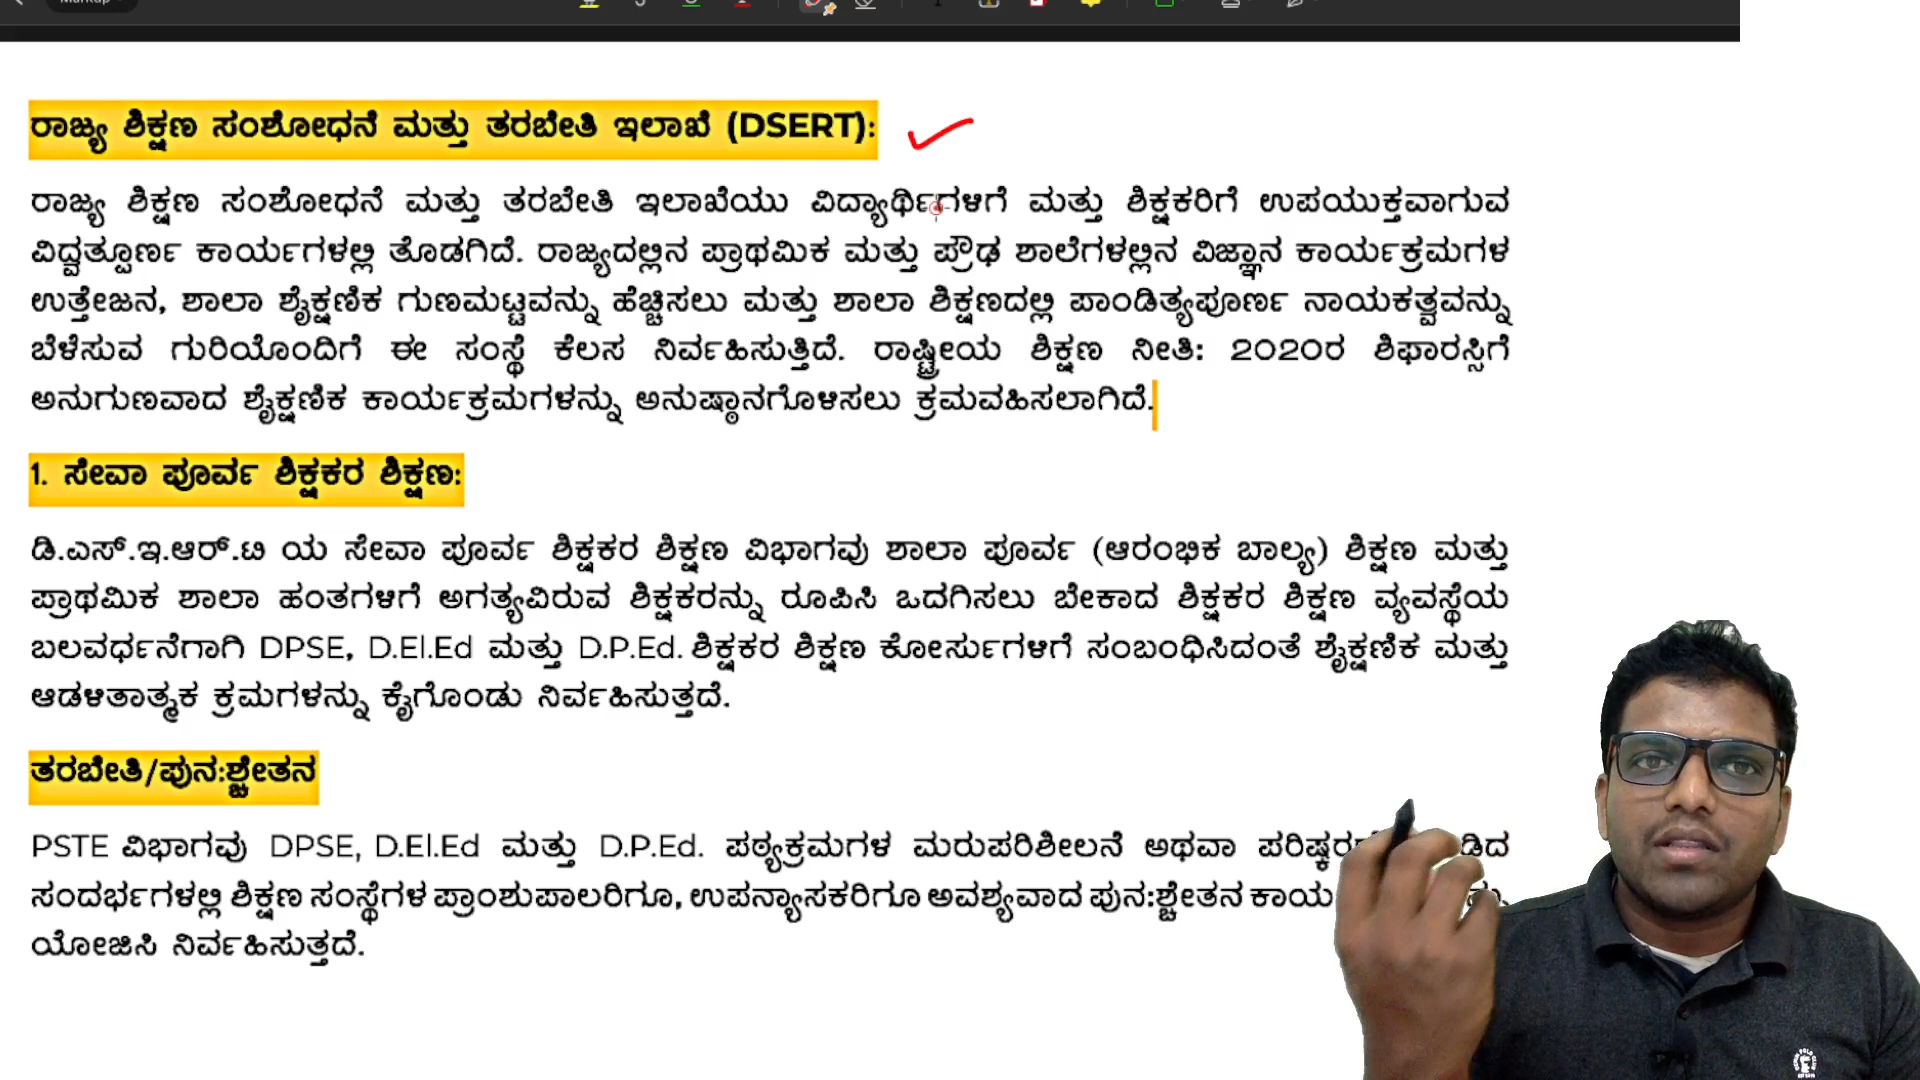 ರಾಜ್ಯ ಶಿಕ್ಷಣ ಸಂಶೋಧನೆ ಮತ್ತು ತರಬೇತಿ ಇಲಾಖೆ (DSERT):
ರಾಜ್ಯ ಶಿಕ್ಷಣ ಸಂಶೋಧನೆ ಮತ್ತು ತರಬೇತಿ ಇಲಾಖೆಯು ವಿದ್ಯಾರ್ಥಿಗಳಿಗೆ ಮತ್ತು ಶಿಕ್ಷಕರಿಗೆ ಉಪಯುಕ್ತವಾಗುವ
ವಿದ್ವತ್ಪೂರ್ಣ ಕಾರ್ಯಗಳಲ್ಲಿ ತೊಡಗಿದೆ. ರಾಜ್ಯದಲ್ಲಿನ ಪ್ರಾಥಮಿಕ ಮತ್ತು ಪ್ರೌಢ ಶಾಲೆಗಳಲ್ಲಿನ ವಿಜ್ಞಾನ ಕಾರ್ಯಕ್ರಮಗಳ
ಉತ್ತೇಜನ, ಶಾಲಾ ಶೈಕ್ಷಣಿಕ ಗುಣಮಟ್ಟವನ್ನು ಹೆಚ್ಚಿಸಲು ಮತ್ತು ಶಾಲಾ ಶಿಕ್ಷಣದಲ್ಲಿ ಪಾಂಡಿತ್ಯಪೂರ್ಣ ನಾಯಕತ್ವವನ್ನು
ಬೆಳೆಸುವ ಗುರಿಯೊಂದಿಗೆ ಈ ಸಂಸ್ಥೆ ಕೆಲಸ ನಿರ್ವಹಿಸುತ್ತಿದೆ. ರಾಷ್ಟ್ರೀಯ ಶಿಕ್ಷಣ ನೀತಿ: 2020ರ ಶಿಫಾರಸ್ಸಿಗೆ
ಅನುಗುಣವಾದ ಶೈಕ್ಷಣಿಕ ಕಾರ್ಯಕ್ರಮಗಳನ್ನು ಅನುಷ್ಠಾನಗೊಳಿಸಲು ಕ್ರಮವಹಿಸಲಾಗಿದೆ.
1. ಸೇವಾ ಪೂರ್ವ ಶಿಕ್ಷಕರ ಶಿಕ್ಷಣ:
ಡಿ.ಎಸ್.ಇ.ಆರ್.ಟಿ ಯ ಸೇವಾ ಪೂರ್ವ ಶಿಕ್ಷಕರ ಶಿಕ್ಷಣ ವಿಭಾಗವು ಶಾಲಾ ಪೂರ್ವ (ಆರಂಭಿಕ ಬಾಲ್ಯ) ಶಿಕ್ಷಣ ಮತ್ತು
ಪ್ರಾಥಮಿಕ ಶಾಲಾ ಹಂತಗಳಿಗೆ ಅಗತ್ಯವಿರುವ ಶಿಕ್ಷಕರನ್ನು ರೂಪಿಸಿ ಒದಗಿಸಲು ಬೇಕಾದ ಶಿಕ್ಷಕರ ಶಿಕ್ಷಣ ವ್ಯವಸ್ಥೆಯ
ಬಲವರ್ಧನೆಗಾಗಿ DPSE, D.El.Ed ಮತ್ತು D.P.Ed. ಶಿಕ್ಷಕರ ಶಿಕ್ಷಣ ಕೋರ್ಸುಗಳಿಗೆ ಸಂಬಂಧಿಸಿದಂತೆ ಶೈಕ್ಷಣಿಕ ಮತ್ತು
ಆಡಳಿತಾತ್ಮಕ ಕ್ರಮಗಳನ್ನು ಕೈಗೊಂಡು ನಿರ್ವಹಿಸುತ್ತದೆ.
ತರಬೇತಿ/ಪುನ:ಶ್ಚೇತನ
PSTE ವಿಭಾಗವು DPSE, D.El.Ed ಮತ್ತು D.P.Ed. ಪಠ್ಯಕ್ರಮಗಳ ಮರುಪರಿಶೀಲನೆ ಅಥವಾ
ಸಂದರ್ಭಗಳಲ್ಲಿ ಶಿಕ್ಷಣ ಸಂಸ್ಥೆಗಳ ಪ್ರಾಂಶುಪಾಲರಿಗೂ, ಉಪನ್ಯಾಸಕರಿಗೂ ಅವಶ್ಯವಾದ ಪುನ:ಶ್ಚೇತನ
ಯೋಜಿಸಿ ನಿರ್ವಹಿಸುತ್ತದೆ.